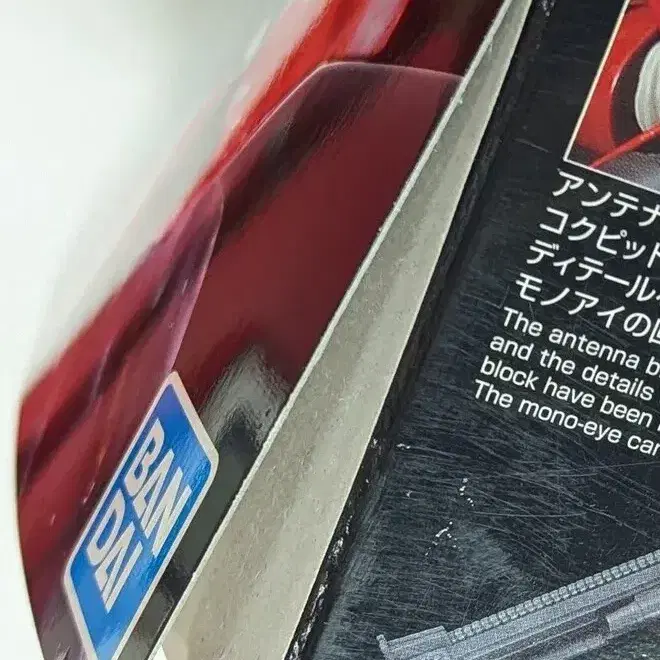 BAN
DAI
アンテナ
コクピット
ディテール
モノアイの
The antenna
and the details
block have been
The mono-eye car